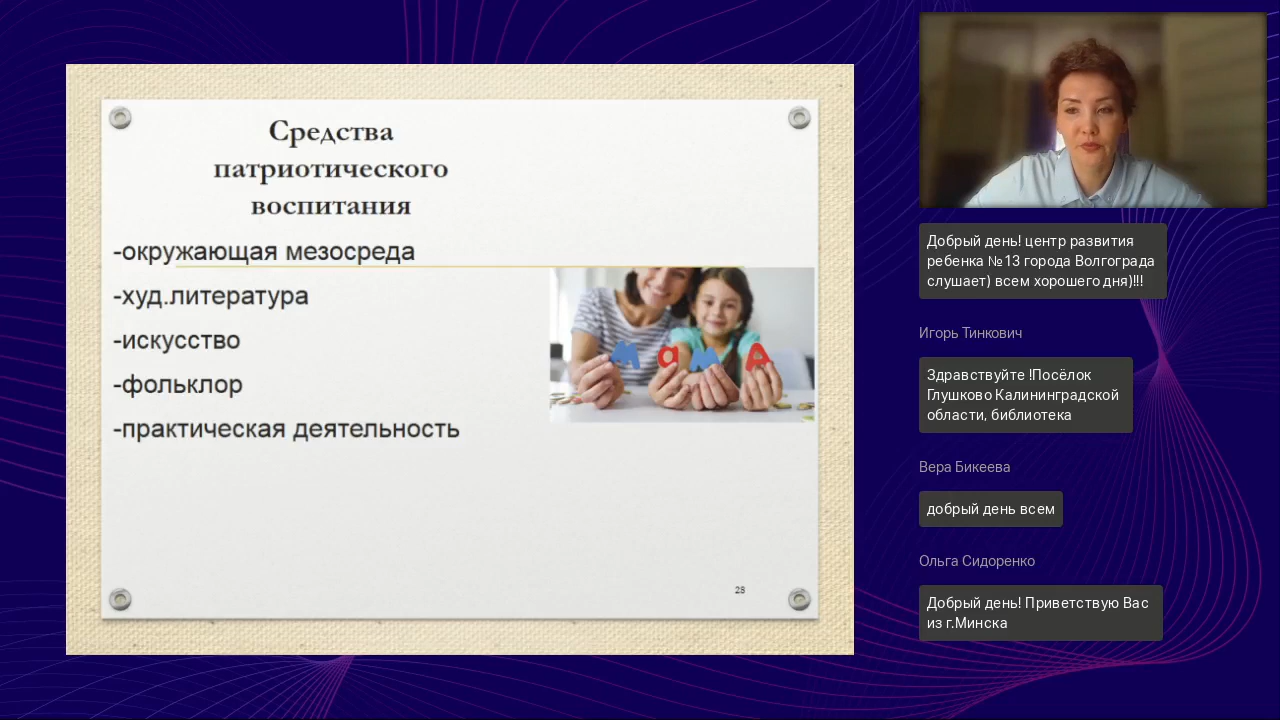 Средства
патриотического
воспитания
-окружающая мезосреда
-худ.литература
-искусство
-фольклор
-практическая деятельность
м а м А
28
Добрый день! центр развития
ребенка №13 города Волгограда
слушает) всем хорошего дня)!!!
Игорь Тинкович
Здравствуйте !Посёлок
Глушково Калининградской
области, библиотека
Вера Бикеева
добрый день всем
Ольга Сидоренко
Добрый день! Приветствую Вас
из г.Минска